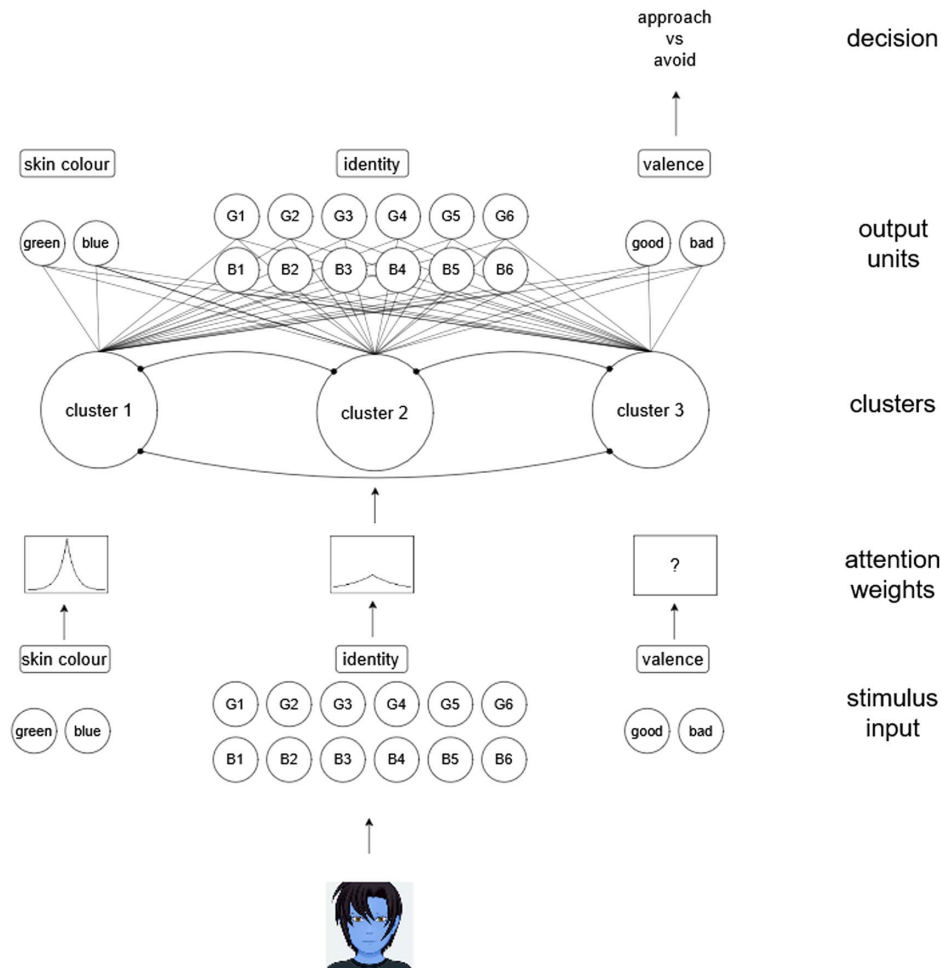 approach
vs
avoid
decision
skin colour
identity
valence
G1 G2 G3 G4 G5 G6
green blue
good bad
output
units
B1 B2 B3 B4 B5 B6
cluster 1
cluster 2
cluster 3
clusters
?
attention
weights
skin colour
identity
valence
G1 G2 G3 G4 G5 G6
green blue
good bad
stimulus
input
B1 B2 B3 B4 B5 B6